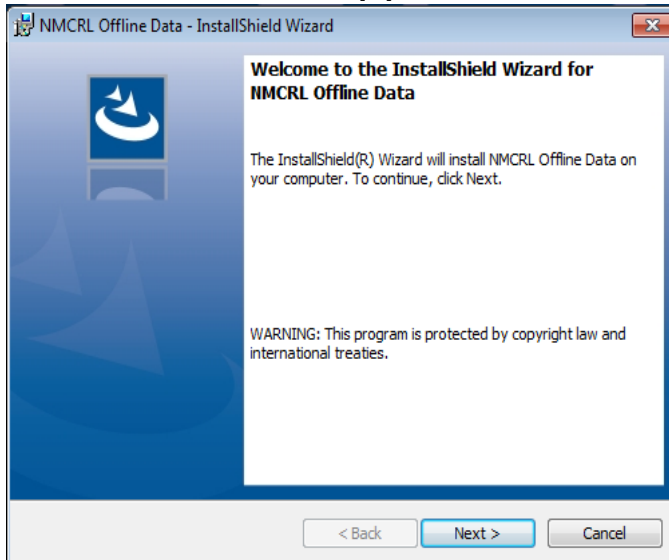 NMCRL Offline Data - InstallShield Wizard
Welcome to the InstallShield Wizard for
NMCRL Offline Data
The InstallShield(R) Wizard will install NMCRL Offline Data on
your computer. To continue, click Next.
WARNING: This program is protected by copyright law and
international treaties.
< Back Next > Cancel